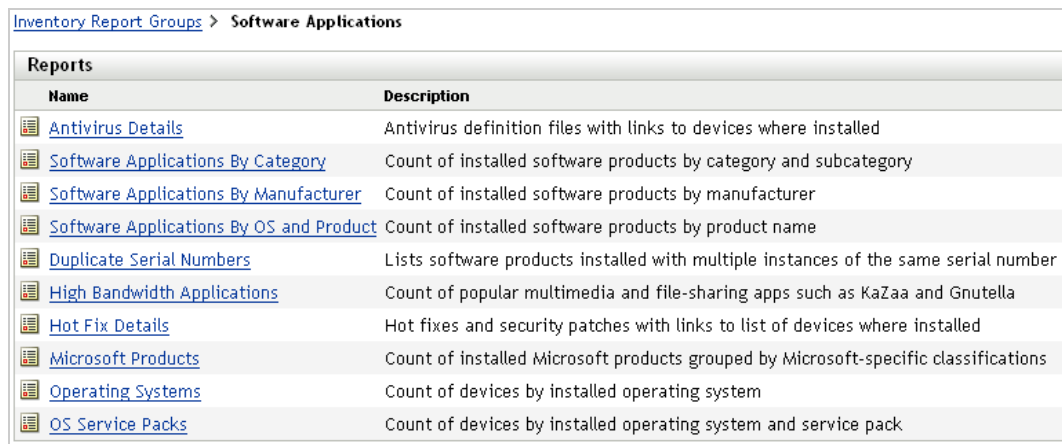 Inventory Report Groups > Software Applications
Reports
Name Description
Antivirus Details Antivirus definition files with links to devices where installed
Software Applications By Category Count of installed software products by category and subcategory
Software Applications By Manufacturer Count of installed software products by manufacturer
Software Applications By OS and Product Count of installed software products by product name
Duplicate Serial Numbers Lists software products installed with multiple instances of the same serial number
High Bandwidth Applications Count of popular multimedia and file-sharing apps such as KaZaa and Gnutella
Hot Fix Details Hot fixes and security patches with links to list of devices where installed
Microsoft Products Count of installed Microsoft products grouped by Microsoft-specific classifications
Operating Systems Count of devices by installed operating system
OS Service Packs Count of devices by installed operating system and service pack